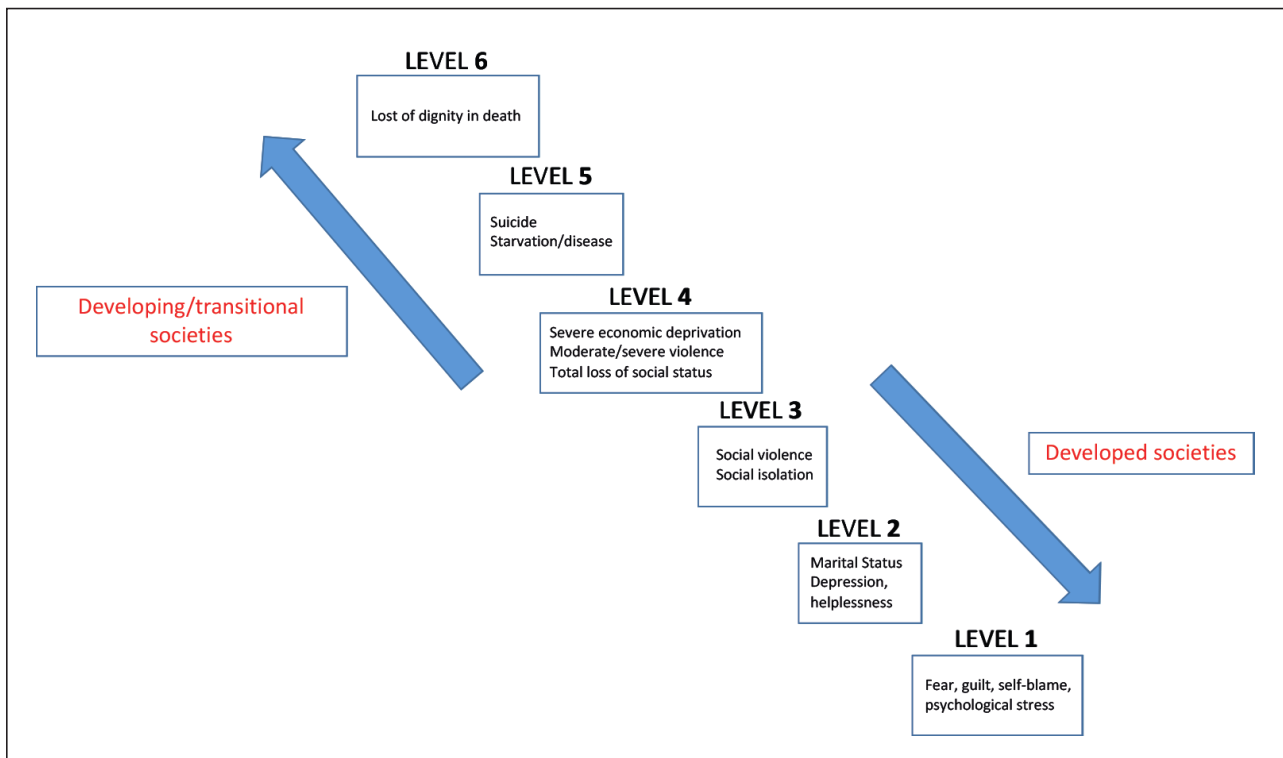 LEVEL 6
Lost of dignity in death
LEVEL 5
Suicide
Starvation/disease
Developing/transitional
societies
LEVEL 4
Severe economic deprivation
Moderate/severe violence
Total loss of social status
LEVEL 3
Social violence
Social isolation
Developed societies
LEVEL 2
Marital Status
Depression,
helplessness
LEVEL 1
Fear, guilt, self-blame,
psychological stress